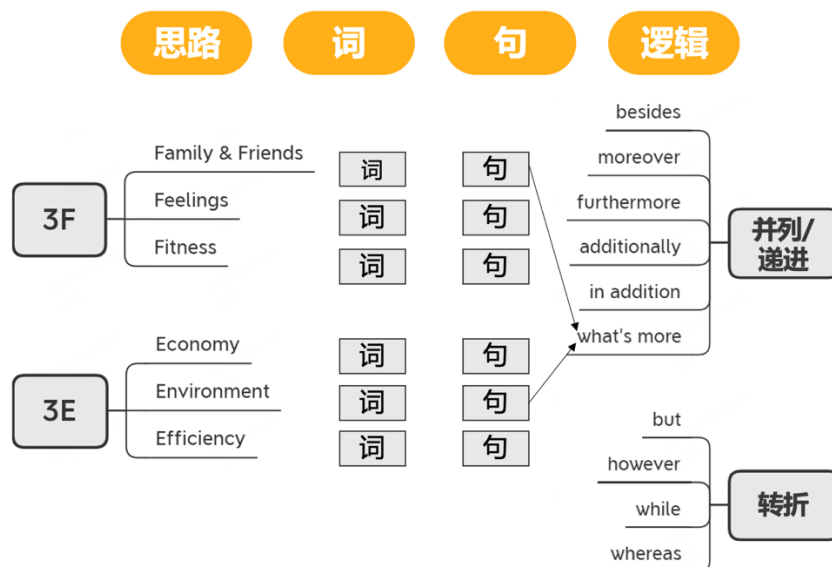 思路
词
句
逻辑
3F
Family & Friends
词
句
Feelings
词
句
Fitness
词
句
3E
Economy
词
句
Environment
词
句
Efficiency
词
句
besides
moreover
furthermore
additionally
in addition
what's more
并列/
递进
but
however
while
whereas
转折